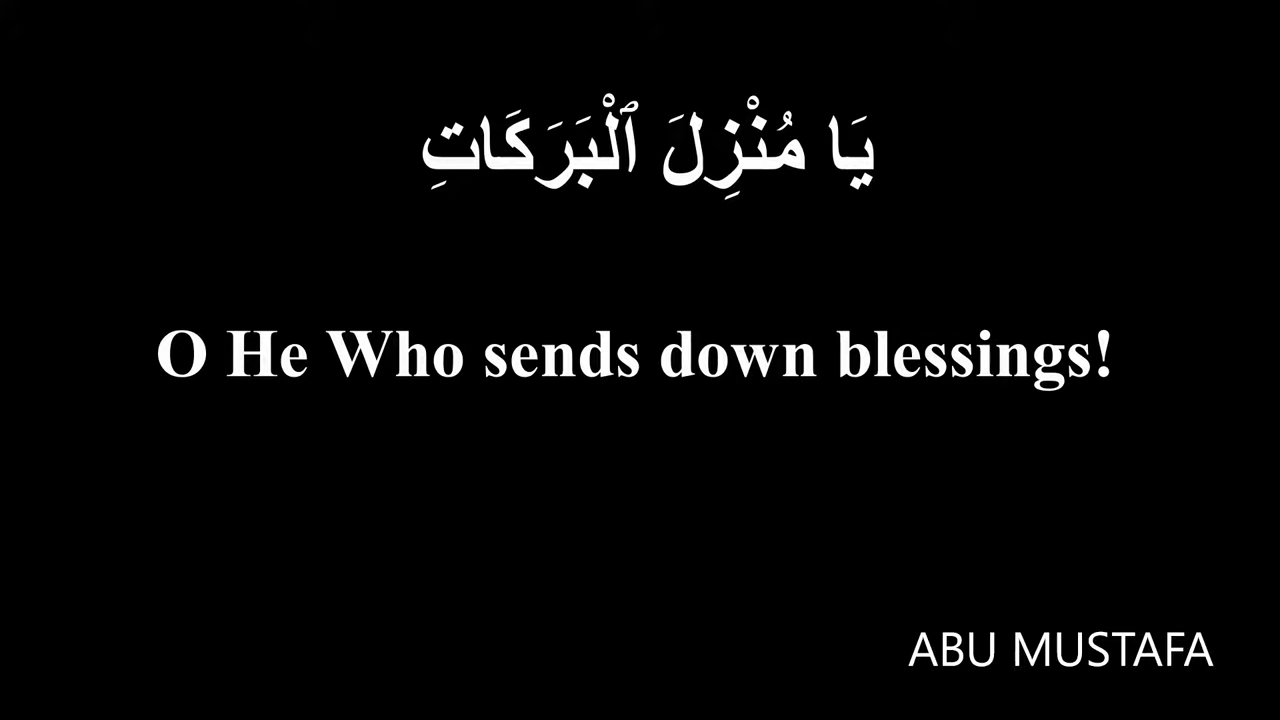 يَا مُنْزِلَ ٱلْبَرَكَاتِ
O He Who sends down blessings!
ABU MUSTAFA